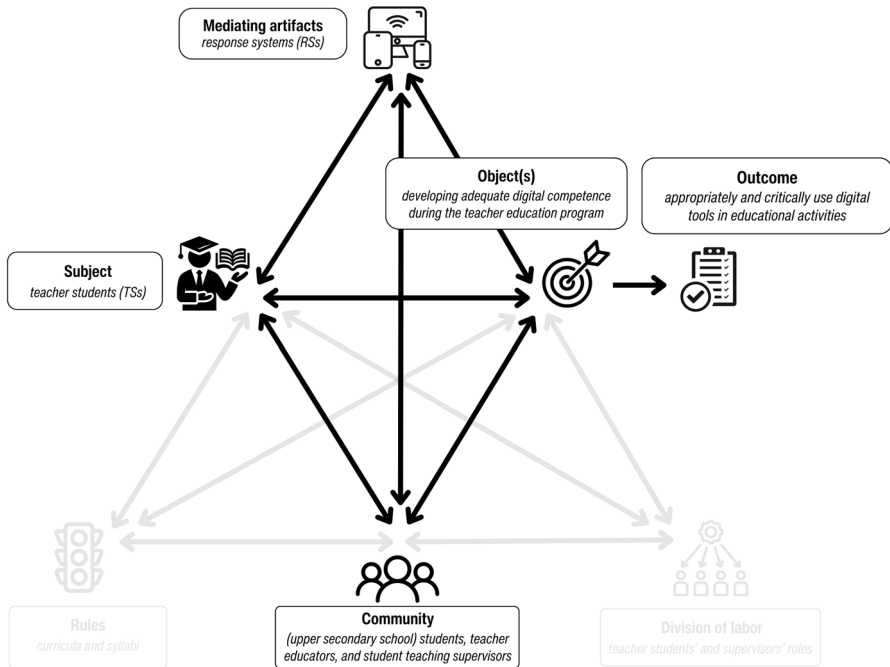 Mediating artifacts
response systems (RSs)
Object(s)
developing adequate digital competence
during the teacher education program
Outcome
appropriately and critically use digital
tools in educational activities
Subject
teacher students (TSs)
Rules
curricula and syllabi
Community
(upper secondary school) students, teacher
educators, and student teaching supervisors
Division of labor
teacher students' and supervisors' roles